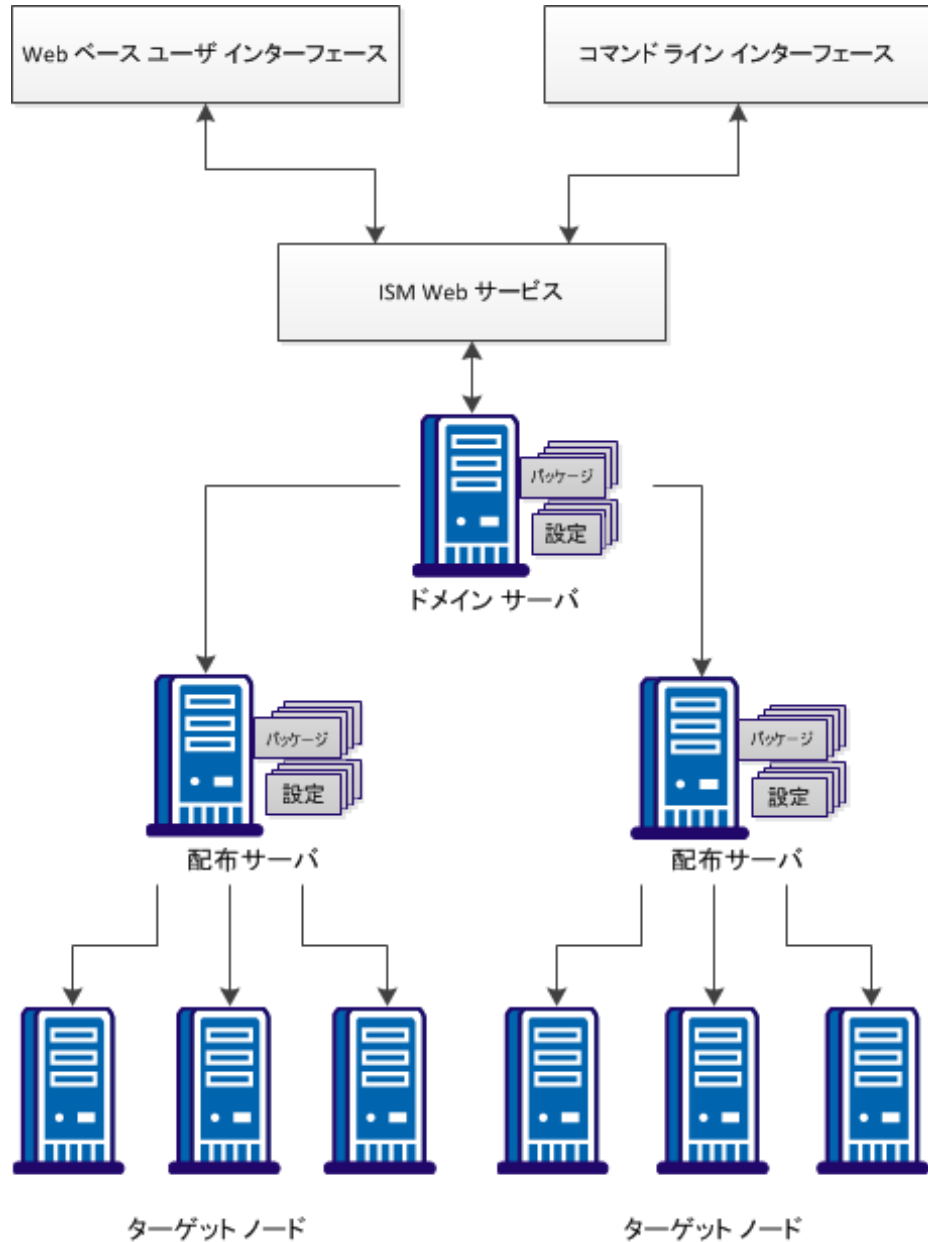 Web ベース ユーザ インターフェース
コマンド ライン インターフェース
ISM Web サービス
パッケージ
設定
ドメイン サーバ
パッケージ
設定
配布サーバ
パッケージ
設定
配布サーバ
ターゲット ノード
ターゲット ノード